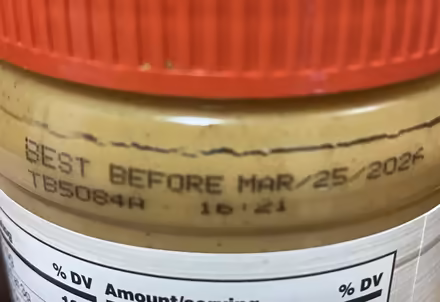 BEST BEFORE MAR/25/2026
TB5084A 16:21
% DV Amount/serving % DV